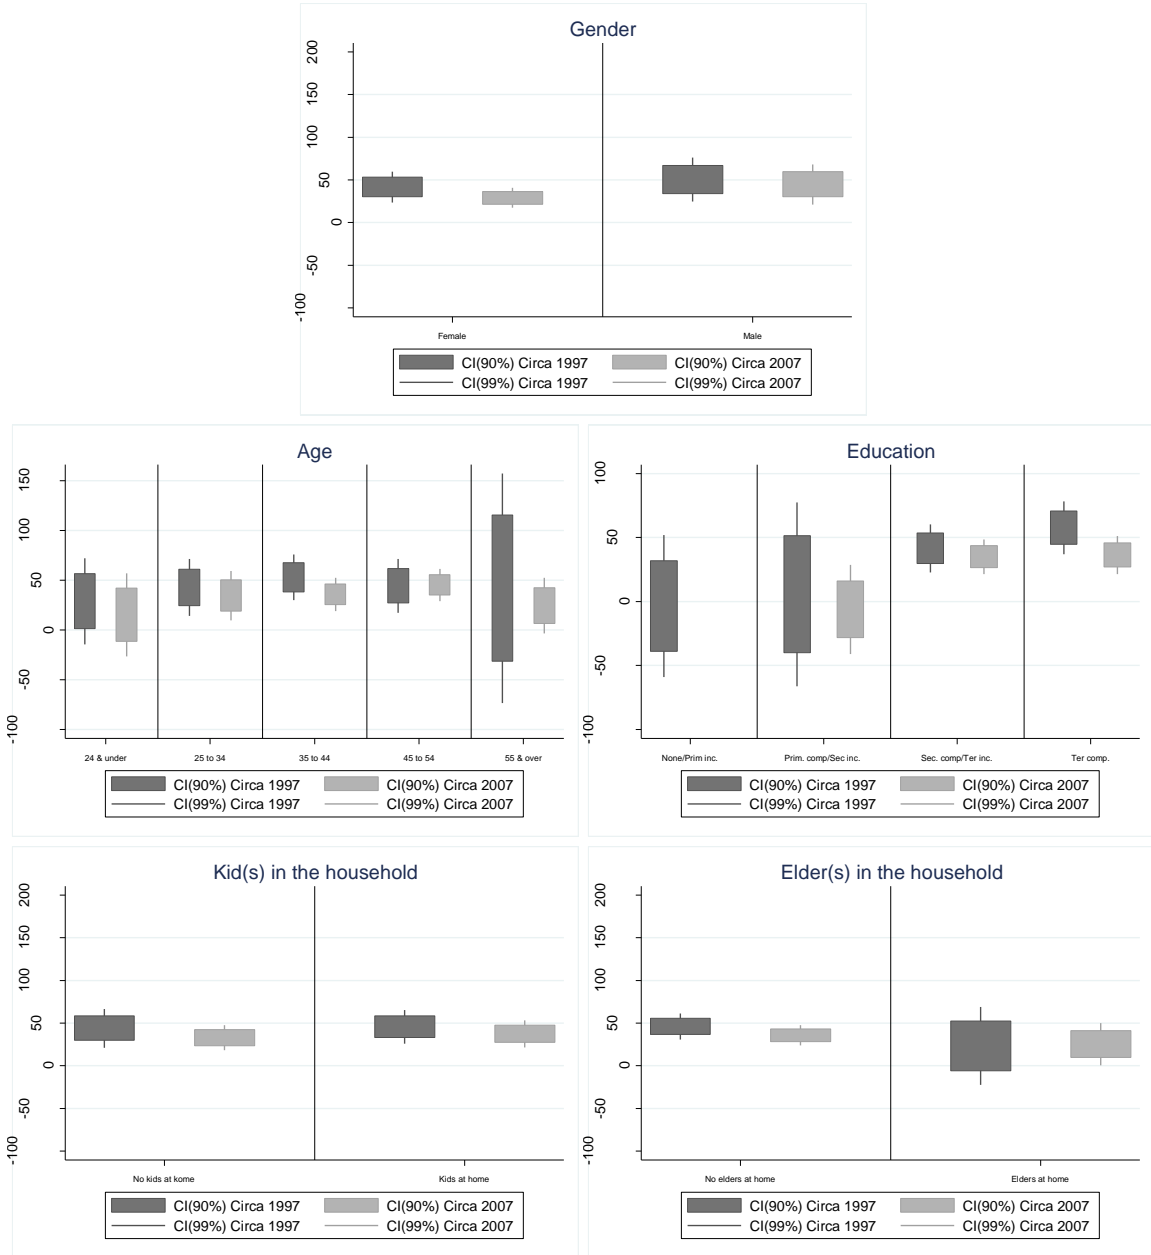 Gender
200
150
100
50
0
-50
-100
Female Male
CI(90%) Circa 1997 CI(90%) Circa 2007
CI(99%) Circa 1997 CI(99%) Circa 2007
Age
150
100
50
0
-50
-100
24 & under 25 to 34 35 to 44 45 to 54 55 & over
CI(90%) Circa 1997 CI(90%) Circa 2007
CI(99%) Circa 1997 CI(99%) Circa 2007
Education
100
50
0
-50
-100
None/Prim inc. Prim. comp/Sec inc. Sec. comp/Ter inc. Ter comp.
CI(90%) Circa 1997 CI(90%) Circa 2007
CI(99%) Circa 1997 CI(99%) Circa 2007
Kid(s) in the household
200
150
100
50
0
-50
-100
No kids at kome Kids at home
CI(90%) Circa 1997 CI(90%) Circa 2007
CI(99%) Circa 1997 CI(99%) Circa 2007
Elder(s) in the household
200
150
100
50
0
-50
-100
No elders at home Elders at home
CI(90%) Circa 1997 CI(90%) Circa 2007
CI(99%) Circa 1997 CI(99%) Circa 2007